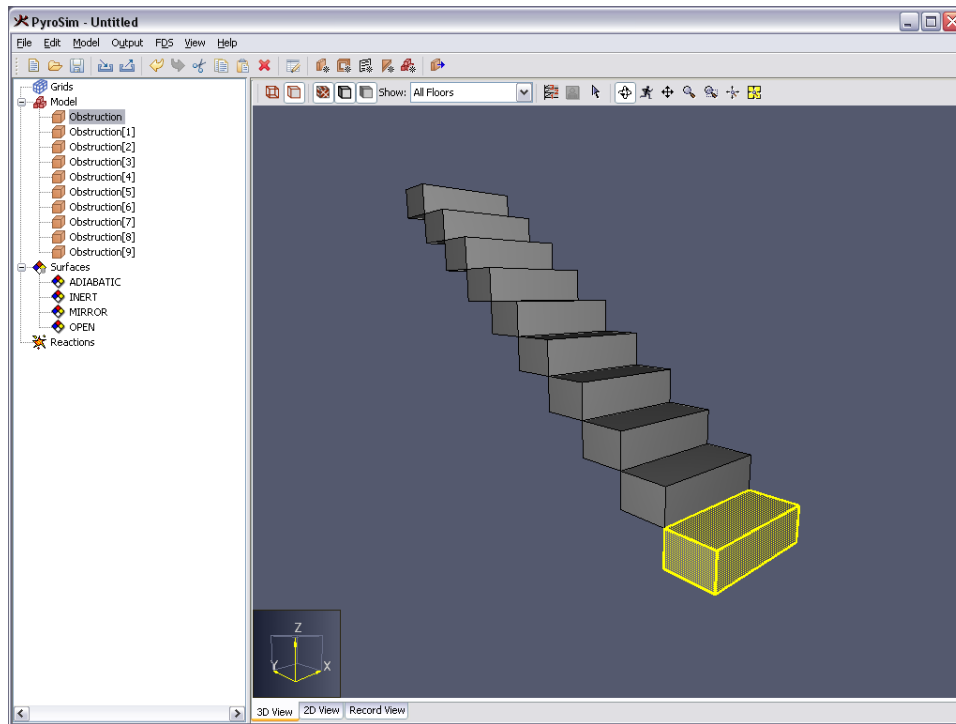 PyroSim - Untitled
File Edit Model Output FDS View Help
Show: All Floors
Grids
Model
Obstruction
Obstruction[1]
Obstruction[2]
Obstruction[3]
Obstruction[4]
Obstruction[5]
Obstruction[6]
Obstruction[7]
Obstruction[8]
Obstruction[9]
Surfaces
ADIABATIC
INERT
MIRROR
OPEN
Reactions
Z
Y X
3D View 2D View Record View